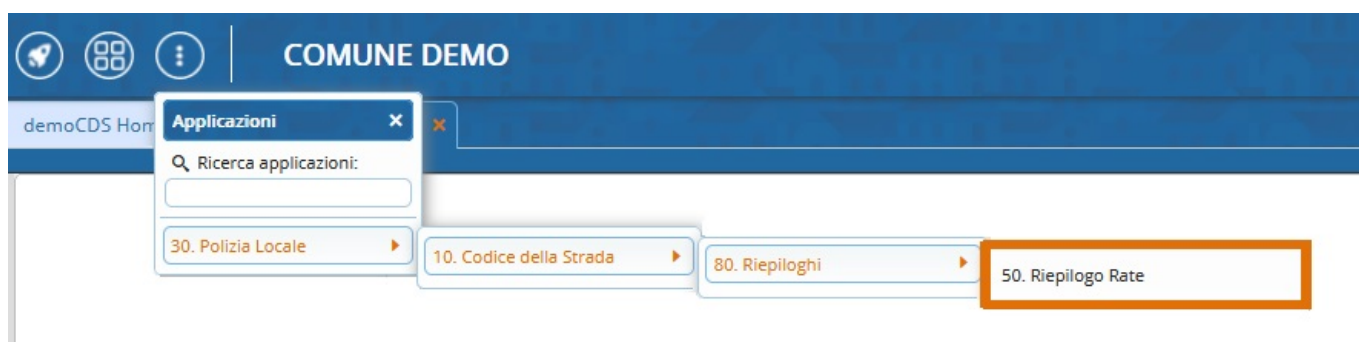 COMUNE DEMO
demoCDS Hom
Applicazioni
Ricerca applicazioni:
30. Polizia Locale
10. Codice della Strada
80. Riepiloghi
50. Riepilogo Rate